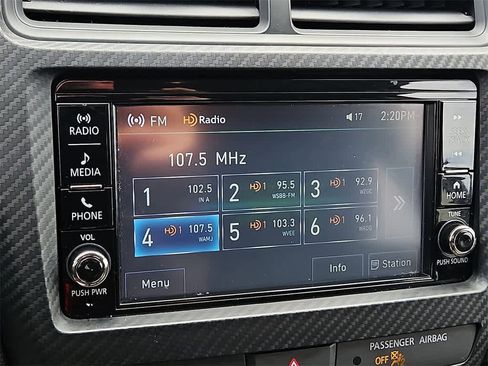 FM HD Radio 17 2:20PM
RADIO
107.5 MHz
MEDIA
1 102.5 IN A
2 HD 1 95.5 WSBB-FM
3 HD 1 92.9 WZGC
HOME
PHONE
4 HD 1 107.5 WAMJ
5 HD 1 103.3 WVEE
6 HD 1 96.1 WRDG
VOL
TUNE
Info
Station
PUSH SOUND
Menu
PUSH PWR
PASSENGER AIRBAG
OFF